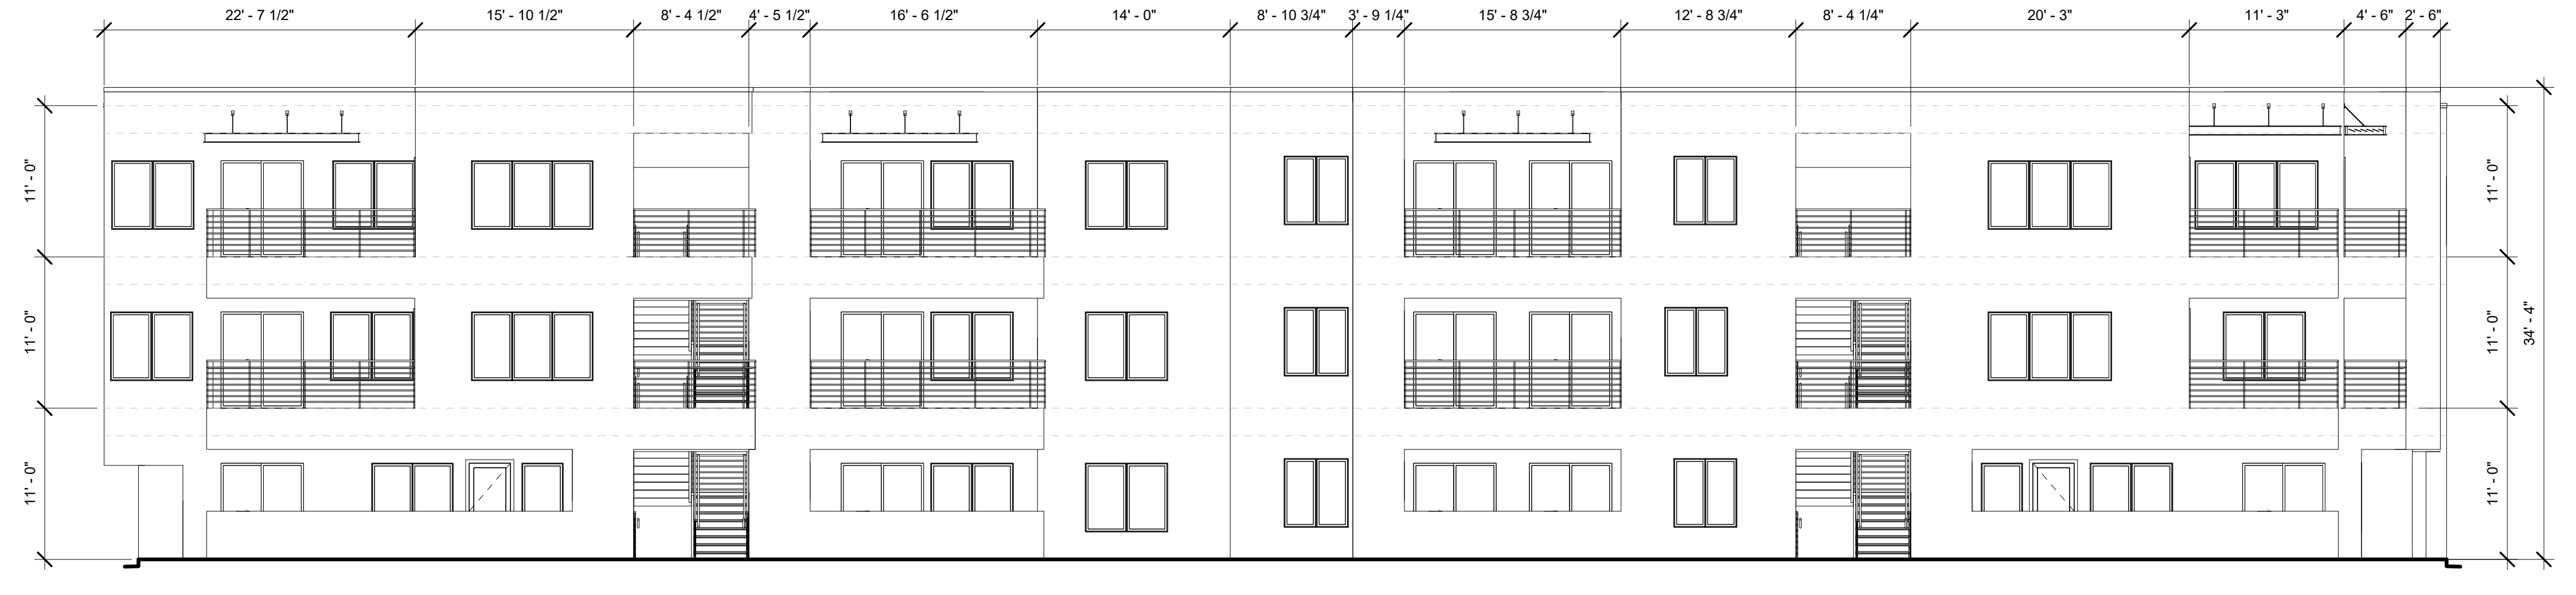 22' - 7 1/2"
15' - 10 1/2"
8' - 4 1/2"
4' - 5 1/2"
16' - 6 1/2"
14' - 0"
8' - 10 3/4"
3' - 9 1/4"
15' - 8 3/4"
12' - 8 3/4"
8' - 4 1/4"
20' - 3"
11' - 3"
4' - 6"
2' - 6"
11' - 0"
11' - 0"
11' - 0"
11' - 0"
11' - 0"
11' - 0"
34' - 4"